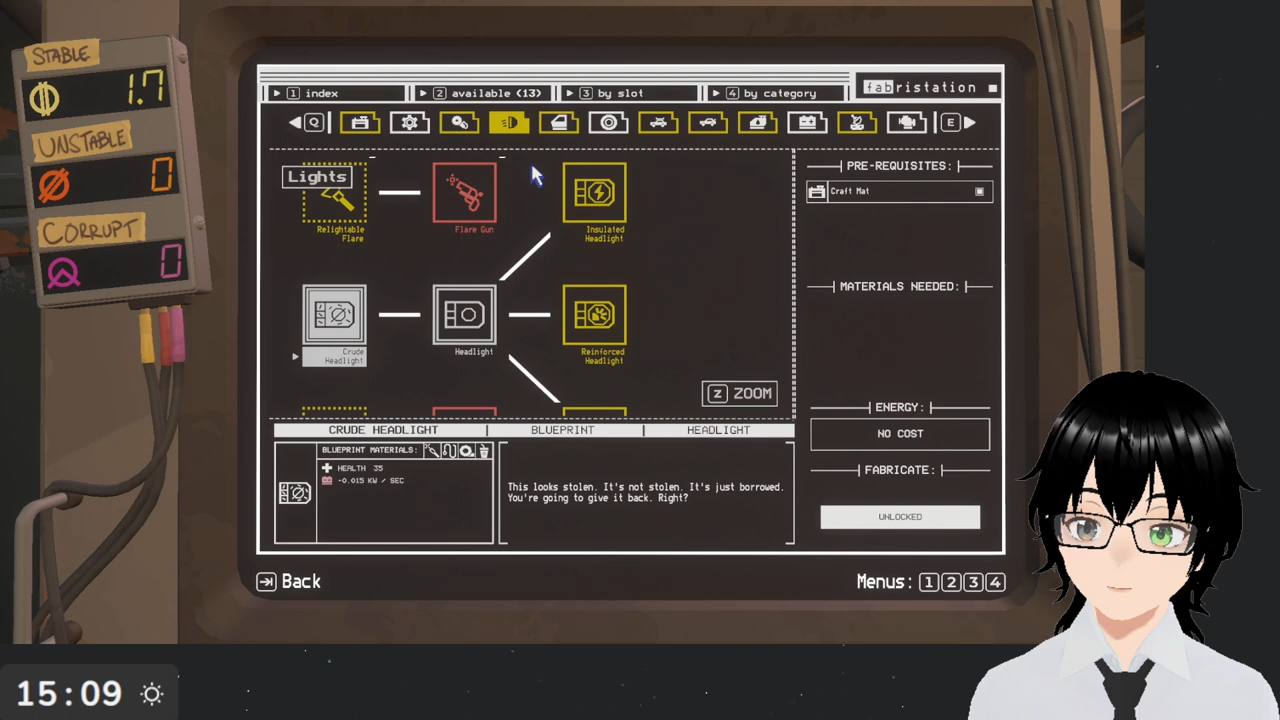 STABLE
1.7
UNSTABLE
0
CORRUPT
0
fabristation
1 index
2 available (13)
3 by slot
4 by category
Q
E
Lights
Relightable
Flare
Flare Gun
Insulated
Headlight
Crude
Headlight
Headlight
Reinforced
Headlight
Z ZOOM
PRE-REQUISITES:
Craft Mat
MATERIALS NEEDED:
ENERGY:
NO COST
FABRICATE:
UNLOCKED
CRUDE HEADLIGHT
BLUEPRINT
HEADLIGHT
BLUEPRINT MATERIALS:
HEALTH 35
-0.015 KW / SEC
This looks stolen. It's not stolen. It's just borrowed.
You're going to give it back. Right?
Back
Menus: 1 2 3 4
15:09